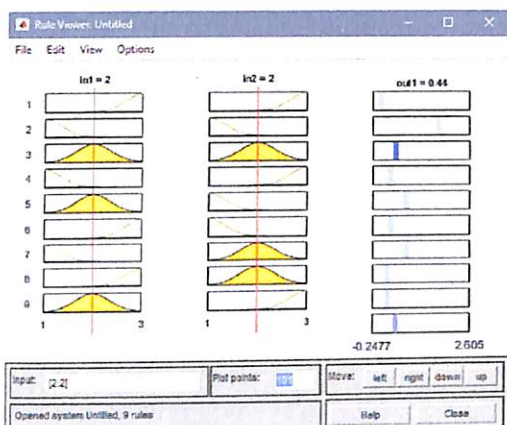 Rule Viewer: Untitled
File Edit View Options
in1 = 2 in2 = 2 out1 = 0.44
1
2
3
4
5
6
7
8
9
1 3 1 3
-0.2477 2.605
Input: [2.2] Plot points: 101 Move: left right down up
Opened system Untitled, 9 rules Help Close